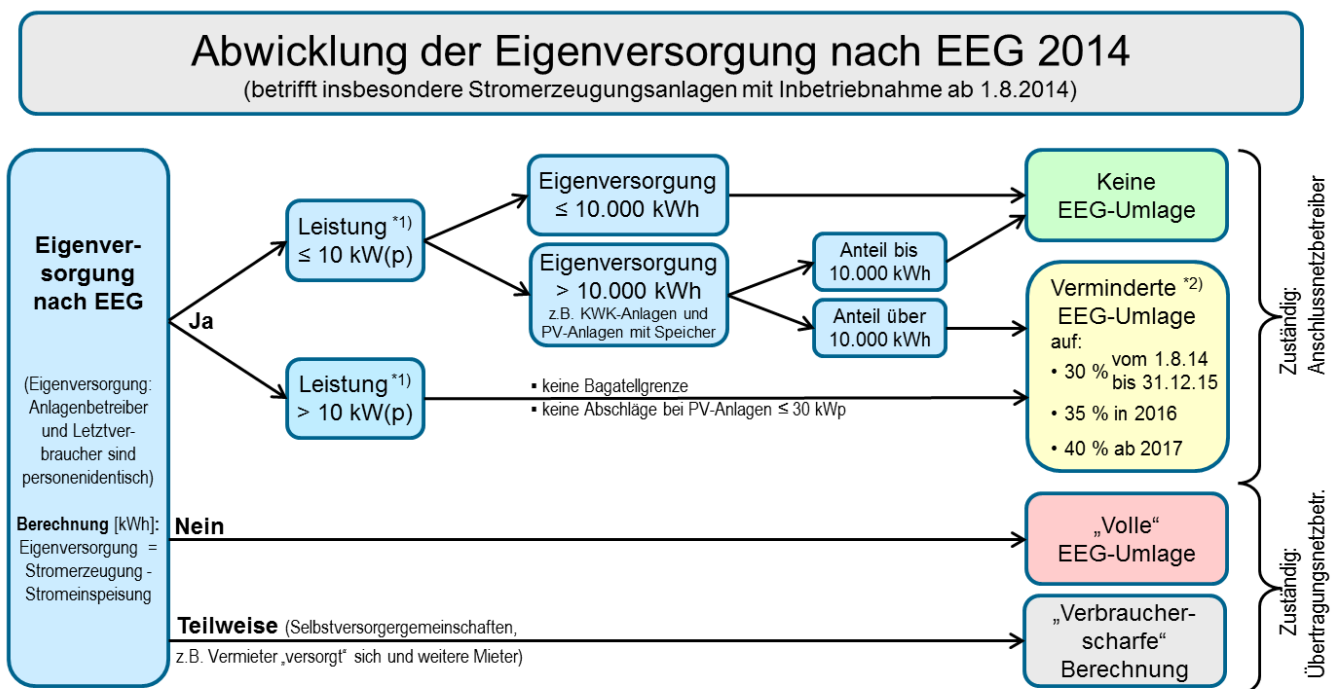 Abwicklung der Eigenversorgung nach EEG 2014
(betrifft insbesondere Stromerzeugungsanlagen mit Inbetriebnahme ab 1.8.2014)
Eigenver-
sorgung
nach EEG
(Eigenversorgung:
Anlagenbetreiber
und Letztver-
braucher sind
personenidentisch)
Berechnung [kWh]:
Eigenversorgung =
Stromerzeugung -
Stromeinspeisung
Ja
Leistung *1)
≤ 10 kW(p)
Eigenversorgung
≤ 10.000 kWh
Eigenversorgung
> 10.000 kWh
z.B. KWK-Anlagen und
PV-Anlagen mit Speicher
Anteil bis
10.000 kWh
Anteil über
10.000 kWh
Keine
EEG-Umlage
Leistung *1)
> 10 kW(p)
▪ keine Bagatellgrenze
▪ keine Abschläge bei PV-Anlagen ≤ 30 kWp
Verminderte *2)
EEG-Umlage
auf:
• 30 % vom 1.8.14
bis 31.12.15
• 35 % in 2016
• 40 % ab 2017
Zuständig:
Anschlussnetzbetreiber
Nein
„Volle“
EEG-Umlage
Teilweise (Selbstversorgergemeinschaften,
z.B. Vermieter „versorgt“ sich und weitere Mieter)
„Verbraucher-
scharfe“
Berechnung
Zuständig:
Übertragungsnetzbetr.